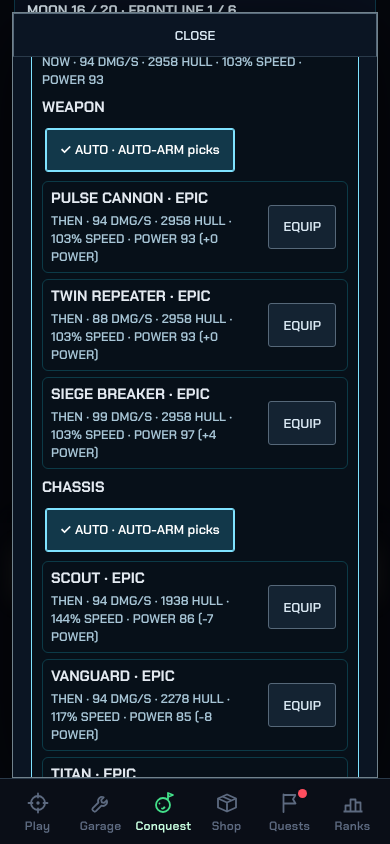 MOON 16 / 20 · FRONTLINE 1 / 6
CLOSE
NOW · 94 DMG/S · 2958 HULL · 103% SPEED ·
POWER 93
WEAPON
✓ AUTO · AUTO-ARM picks
PULSE CANNON · EPIC
THEN · 94 DMG/S · 2958 HULL ·
103% SPEED · POWER 93 (+0
POWER)
EQUIP
TWIN REPEATER · EPIC
THEN · 88 DMG/S · 2958 HULL ·
103% SPEED · POWER 93 (+0
POWER)
EQUIP
SIEGE BREAKER · EPIC
THEN · 99 DMG/S · 2958 HULL ·
103% SPEED · POWER 97 (+4
POWER)
EQUIP
CHASSIS
✓ AUTO · AUTO-ARM picks
SCOUT · EPIC
THEN · 94 DMG/S · 1938 HULL ·
144% SPEED · POWER 86 (-7
POWER)
EQUIP
VANGUARD · EPIC
THEN · 94 DMG/S · 2278 HULL ·
117% SPEED · POWER 85 (-8
POWER)
EQUIP
TITAN · EPIC
Play
Garage
Conquest
Shop
Quests
Ranks